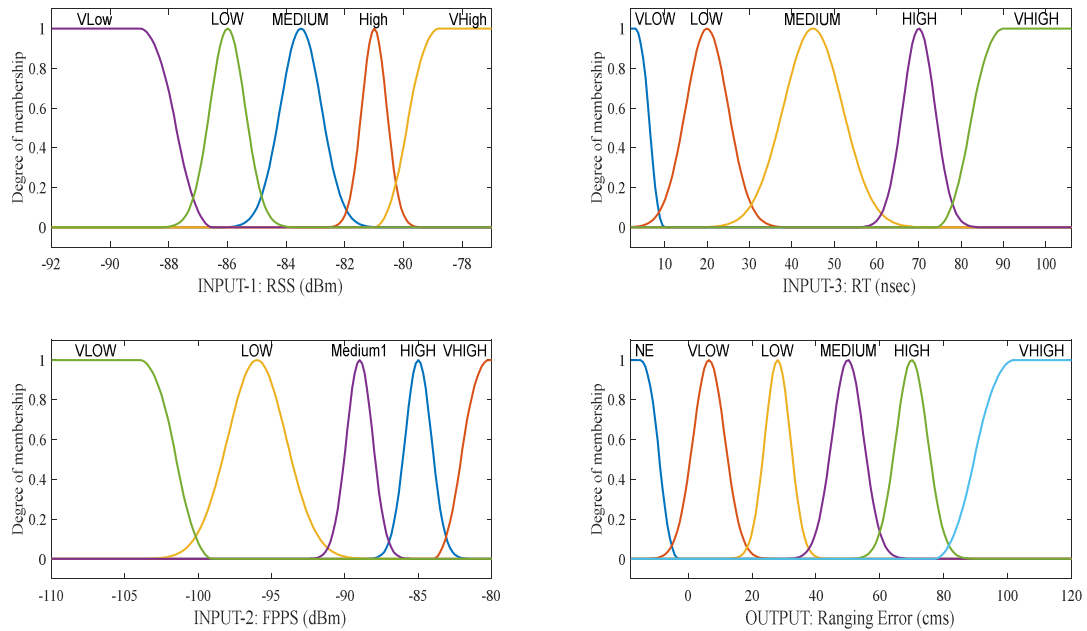 VLow LOW MEDIUM High VHigh
1
0.8
0.6
0.4
0.2
0
Degree of membership
-92 -90 -88 -86 -84 -82 -80 -78
INPUT-1: RSS (dBm)
VLOW LOW MEDIUM HIGH VHIGH
1
0.8
0.6
0.4
0.2
0
Degree of membership
10 20 30 40 50 60 70 80 90 100
INPUT-3: RT (nsec)
VLOW LOW Medium1 HIGH VHIGH
1
0.8
0.6
0.4
0.2
0
Degree of membership
-110 -105 -100 -95 -90 -85 -80
INPUT-2: FPPS (dBm)
NE VLOW LOW MEDIUM HIGH VHIGH
1
0.8
0.6
0.4
0.2
0
Degree of membership
0 20 40 60 80 100 120
OUTPUT: Ranging Error (cms)